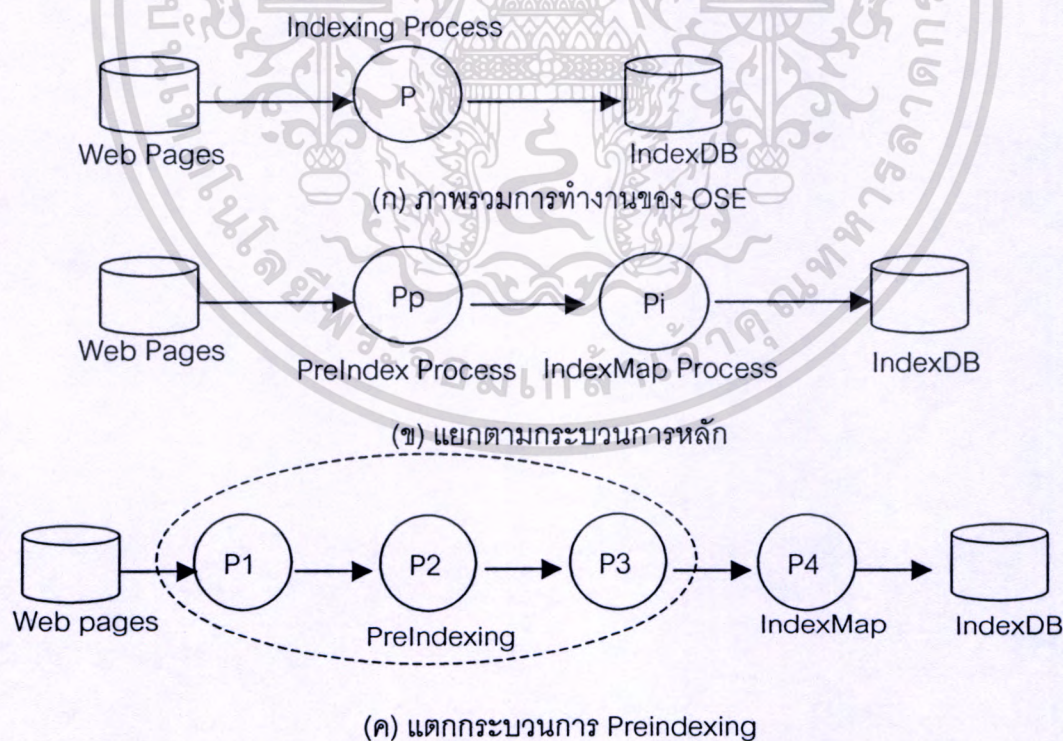 Indexing Process
P
Web Pages
IndexDB
(ก) ภาพรวมการทำงานของ OSE
Pp
Pi
Web Pages
PreIndex Process
IndexMap Process
IndexDB
(ข) แยกตามกระบวนการหลัก
P1
P2
P3
P4
Web pages
PreIndexing
IndexMap
IndexDB
(ค) แตกกระบวนการ Preindexing